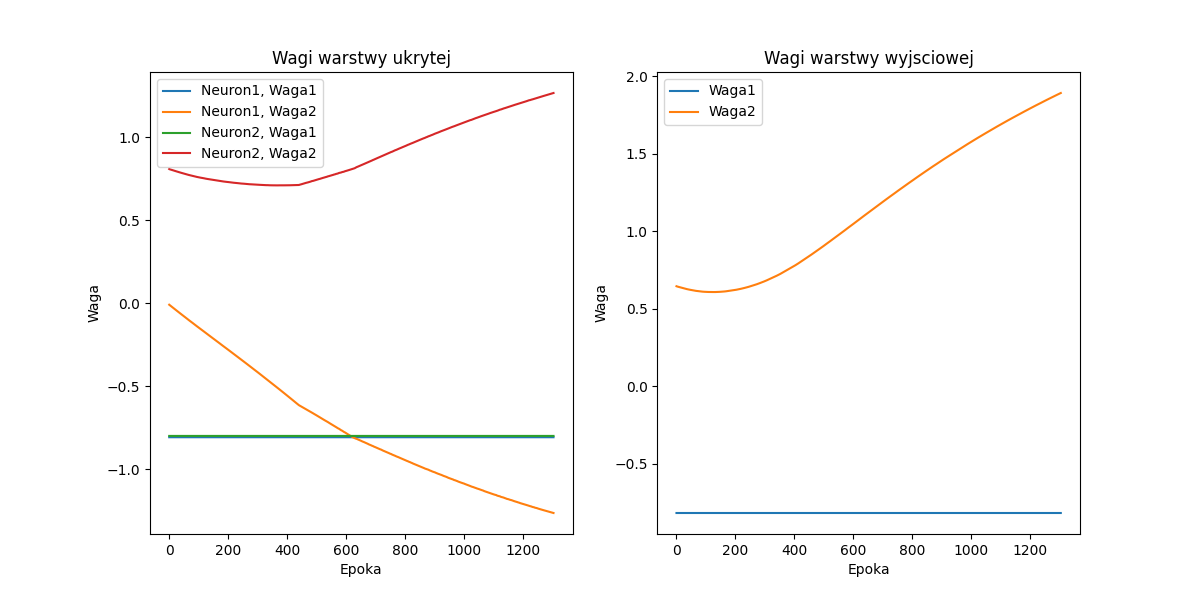 Wagi warstwy ukrytej
Neuron1, Waga1
Neuron1, Waga2
Neuron2, Waga1
Neuron2, Waga2
1.0
0.5
0.0
−0.5
−1.0
Waga
0 200 400 600 800 1000 1200
Epoka
Wagi warstwy wyjsciowej
Waga1
Waga2
2.0
1.5
1.0
0.5
0.0
−0.5
Waga
0 200 400 600 800 1000 1200
Epoka